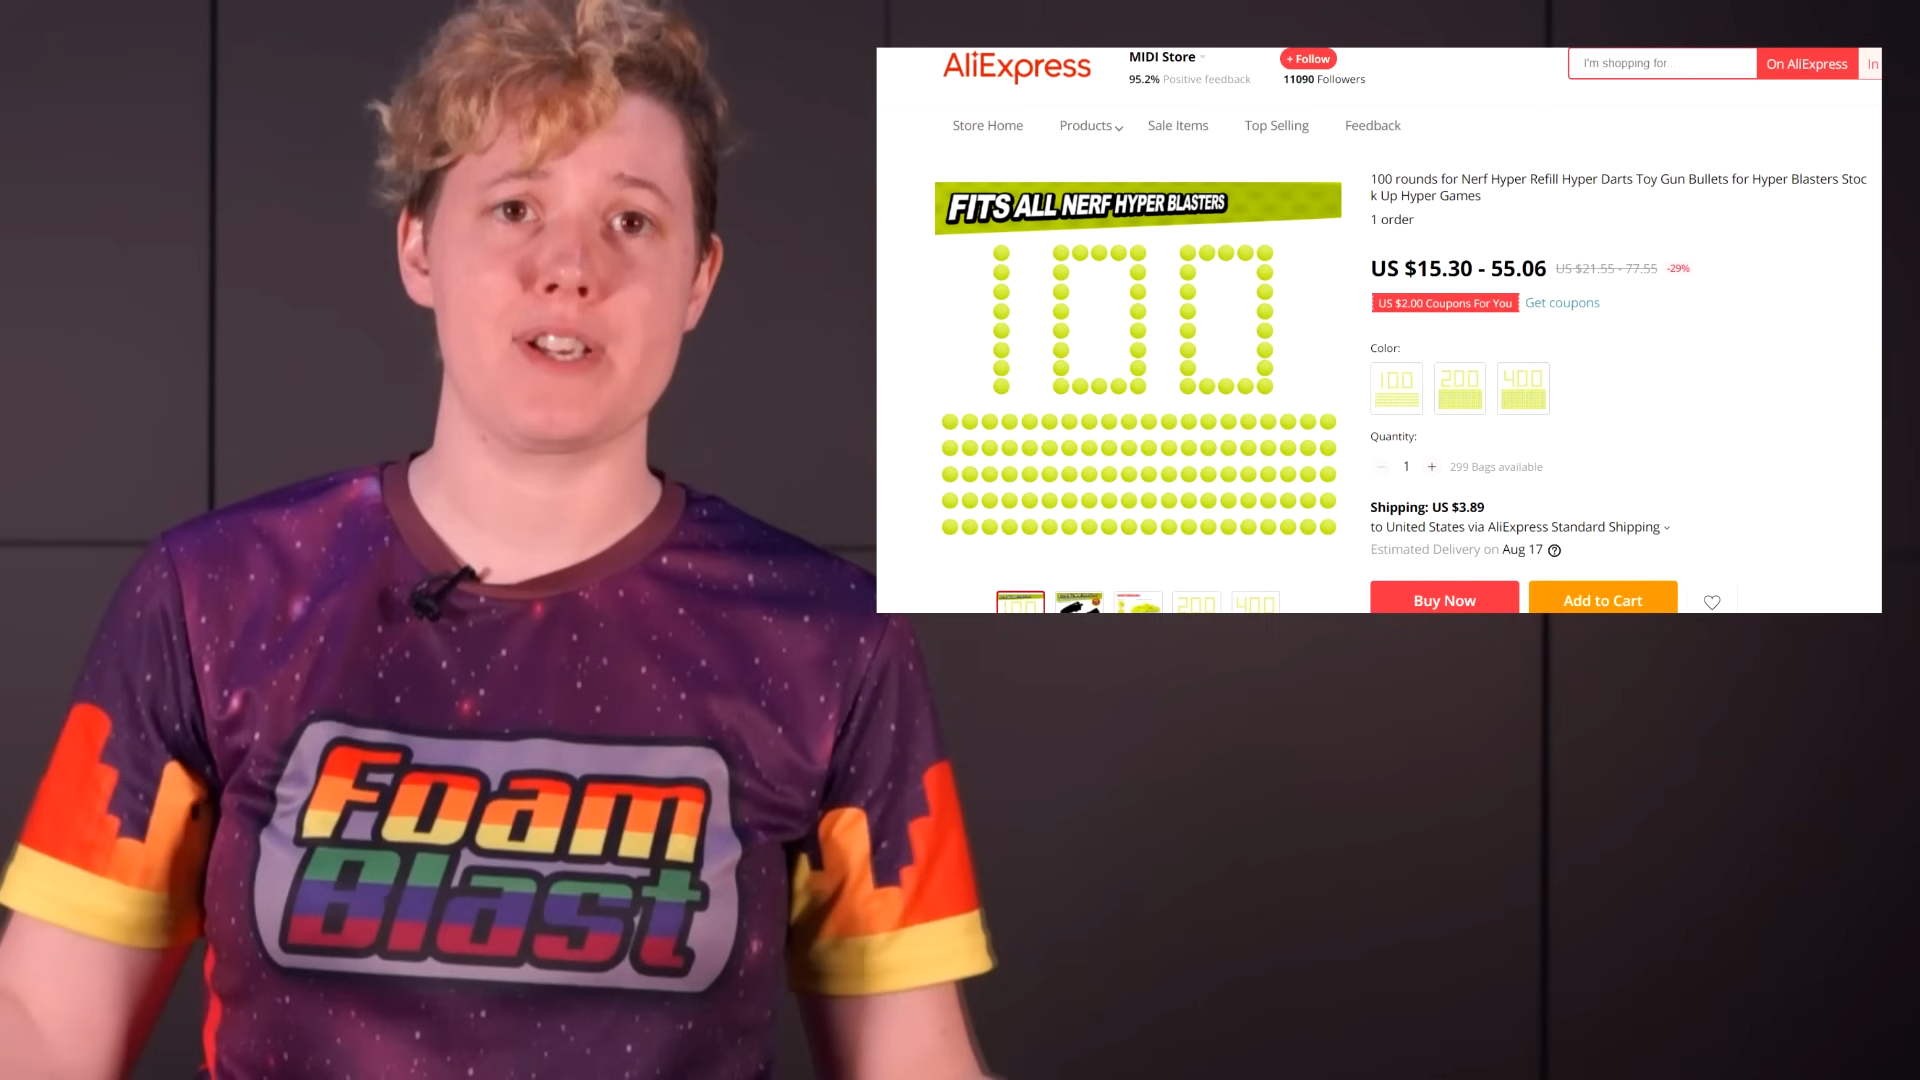 AliExpress
MIDI Store
95.2% Positive feedback
+ Follow
11090 Followers
I'm shopping for...
On AliExpress
In
Store Home
Products
Sale Items
Top Selling
Feedback
FITS ALL NERF HYPER BLASTERS
100
100 rounds for Nerf Hyper Refill Hyper Darts Toy Gun Bullets for Hyper Blasters Stoc
k Up Hyper Games
1 order
US $15.30 - 55.06 US $21.55 - 77.55 -29%
US $2.00 Coupons For You Get coupons
Color:
100 200 400
Quantity:
1 + 299 Bags available
Shipping: US $3.89
to United States via AliExpress Standard Shipping
Estimated Delivery on Aug 17 ?
Buy Now
Add to Cart
100
200
400
Foam
Blast